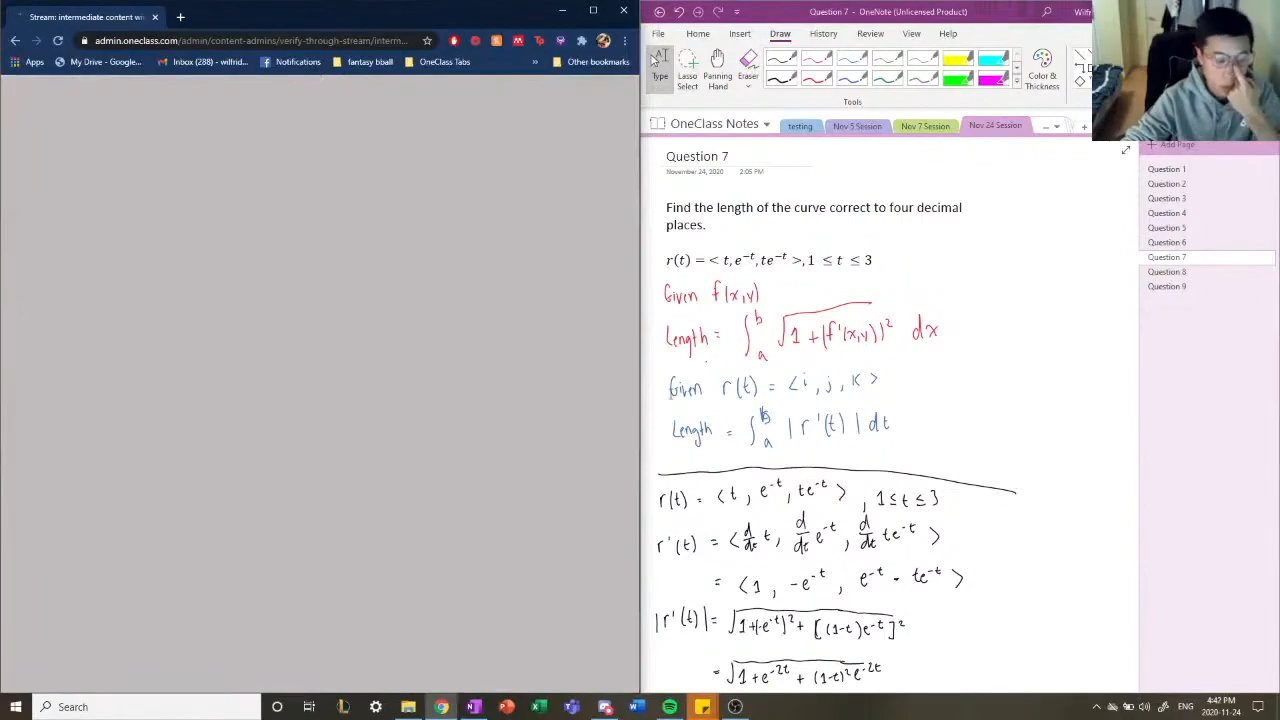 Stream: intermediate content wi
admin.oneclass.com/content-admins/verify-through-stream/interm...
Apps My Drive - Google... Inbox (288) - wilfrid... Notifications fantasy bball OneClass Tabs » Other bookmarks
Question 7 - OneNote (Unlicensed Product) Wilfr
File Home Insert Draw History Review View Help
Type Lasso Select Panning Hand Eraser Color & Thickness
Tools
OneClass Notes testing Nov 5 Session Nov 7 Session Nov 24 Session
Add Page
Question 1
Question 2
Question 3
Question 4
Question 5
Question 6
Question 7
Question 8
Question 9
Question 7
November 24, 2020 2:05 PM
Find the length of the curve correct to four decimal
places.
r(t) = < t, e^{-t}, te^{-t} >, 1 ≤ t ≤ 3
Given f(x,y)
Length = ∫_a^b √(1 + (f'(x,y))² dx
Given r(t) = <i, j, k>
Length = ∫_a^b |r'(t)| dt
r(t) = <t, e^{-t}, te^{-t}>, 1 ≤ t ≤ 3
r'(t) = <d/dt t, d/dt e^{-t}, d/dt te^{-t}>
= <1, -e^{-t}, e^{-t} - te^{-t}>
|r'(t)| = √1+(-e^{-t})² + [(1-t)e^{-t}]²
= √1+e^{-2t} + (1-t)²e^{-2t}
Search
ENG
4:42 PM
2020-11-24